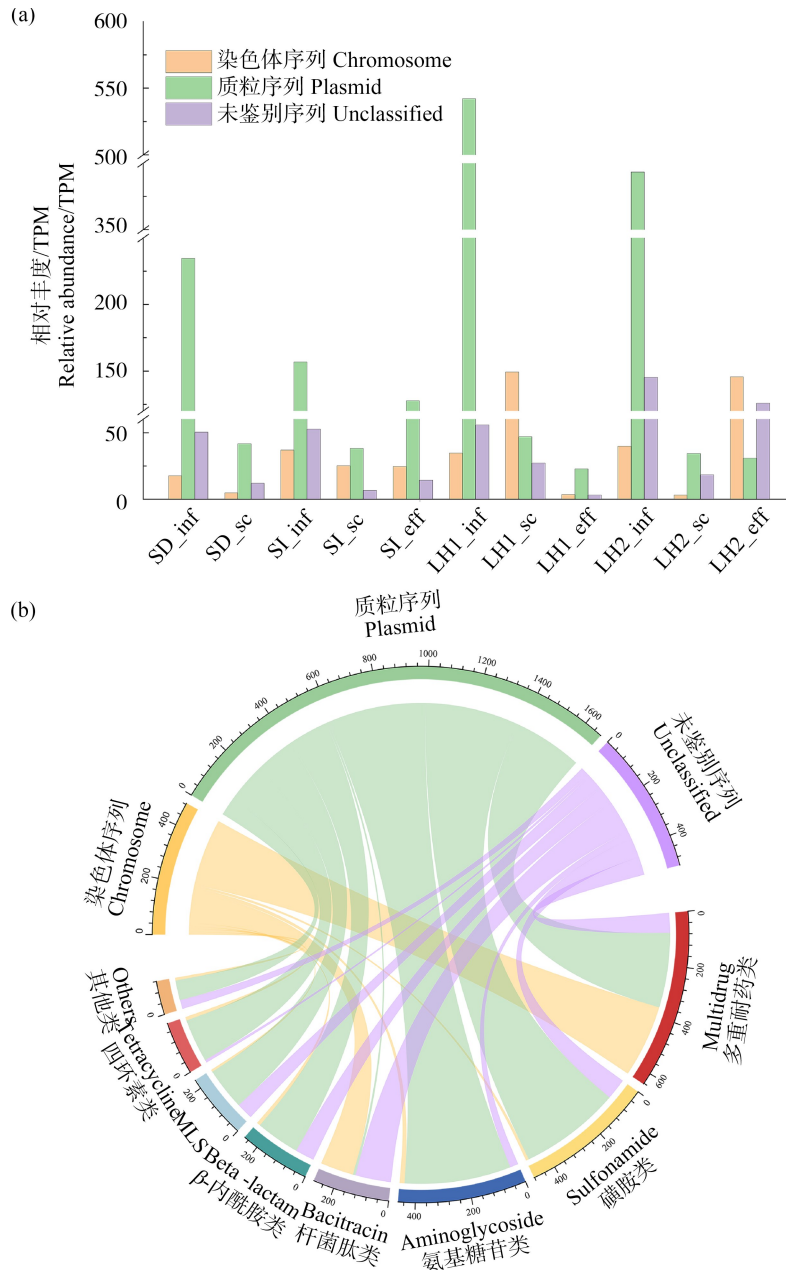 (a)
600
550
500
350
200
150
50
0
相对丰度/TPM
Relative abundance/TPM
染色体序列 Chromosome
质粒序列 Plasmid
未鉴别序列 Unclassified
SD_inf
SD_sc
SI_inf
SI_sc
SI_eff
LH1_inf
LH1_sc
LH1_eff
LH2_inf
LH2_sc
LH2_eff
(b)
质粒序列
Plasmid
0
200
400
600
800
1000
1200
1400
1600
未鉴别序列
Unclassified
0
200
400
染色体序列
Chromosome
0
200
400
Multidrug
多重耐药类
0
200
400
600
Sulfonamide
磺胺类
0
200
400
Aminoglycoside
氨基糖苷类
0
200
400
Bacitracin
杆菌肽类
0
200
Beta -lactam
β-内酰胺类
0
200
MLS
0
200
Tetracycline
四环素类
0
Others
其他类
0